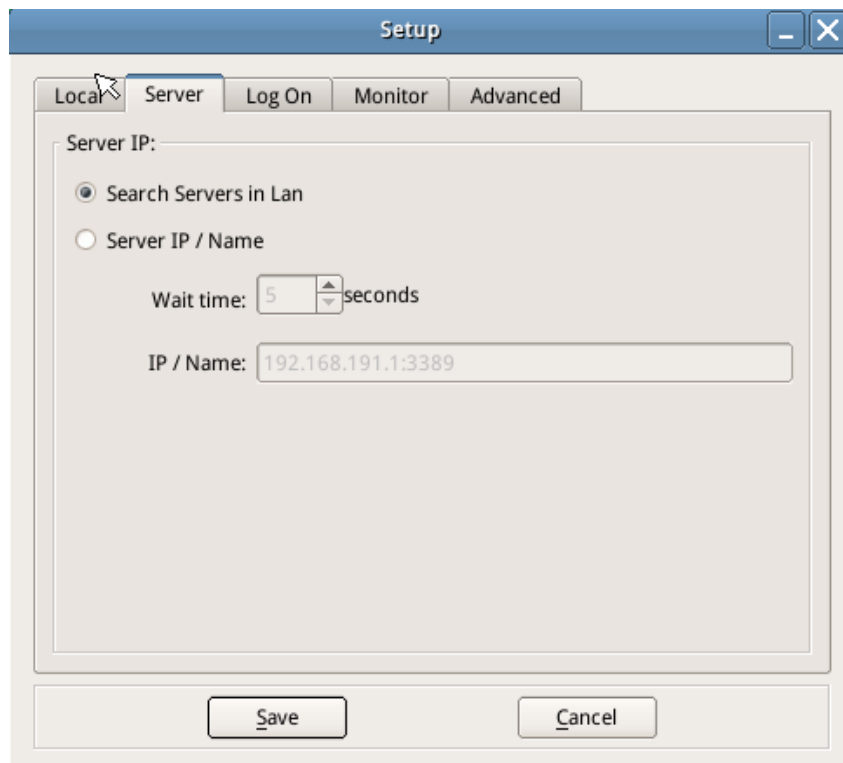 Setup
Local Server Log On Monitor Advanced
Server IP:
Search Servers in Lan
Server IP / Name
Wait time: 5 seconds
IP / Name: 192.168.191.1:3389
Save Cancel